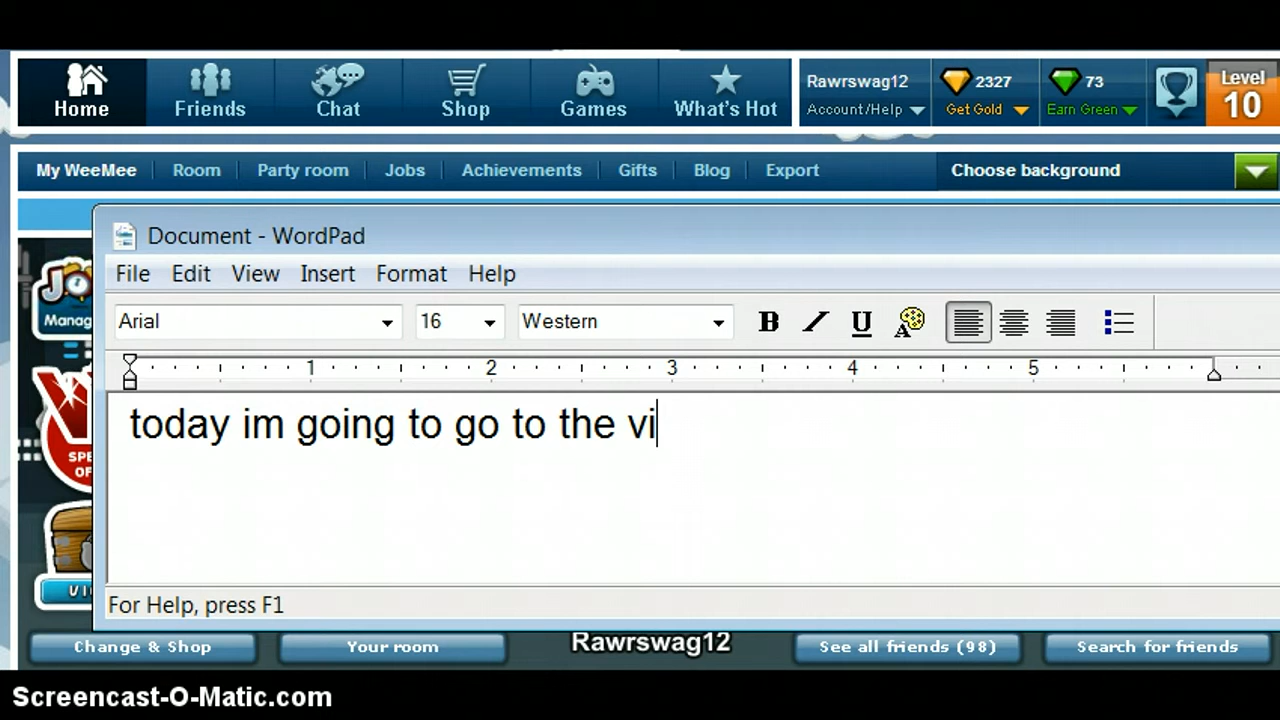 Home
Friends
Chat
Shop
Games
What's Hot
Rawrswag12
Account/Help
2327
Get Gold
73
Earn Green
Level
10
My WeeMee
Room
Party room
Jobs
Achievements
Gifts
Blog
Export
Choose background
Document - WordPad
File
Edit
View
Insert
Format
Help
Arial
16
Western
B
U
A
1
2
3
4
5
today im going to go to the vi
For Help, press F1
Change & Shop
Your room
Rawrswag12
See all friends (98)
Search for friends
Screencast-O-Matic.com